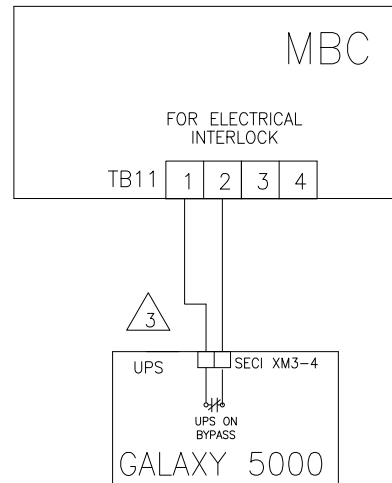 MBC
FOR ELECTRICAL
INTERLOCK
TB11 1 2 3 4
3
UPS SECI XM3-4
UPS ON
BYPASS
GALAXY 5000